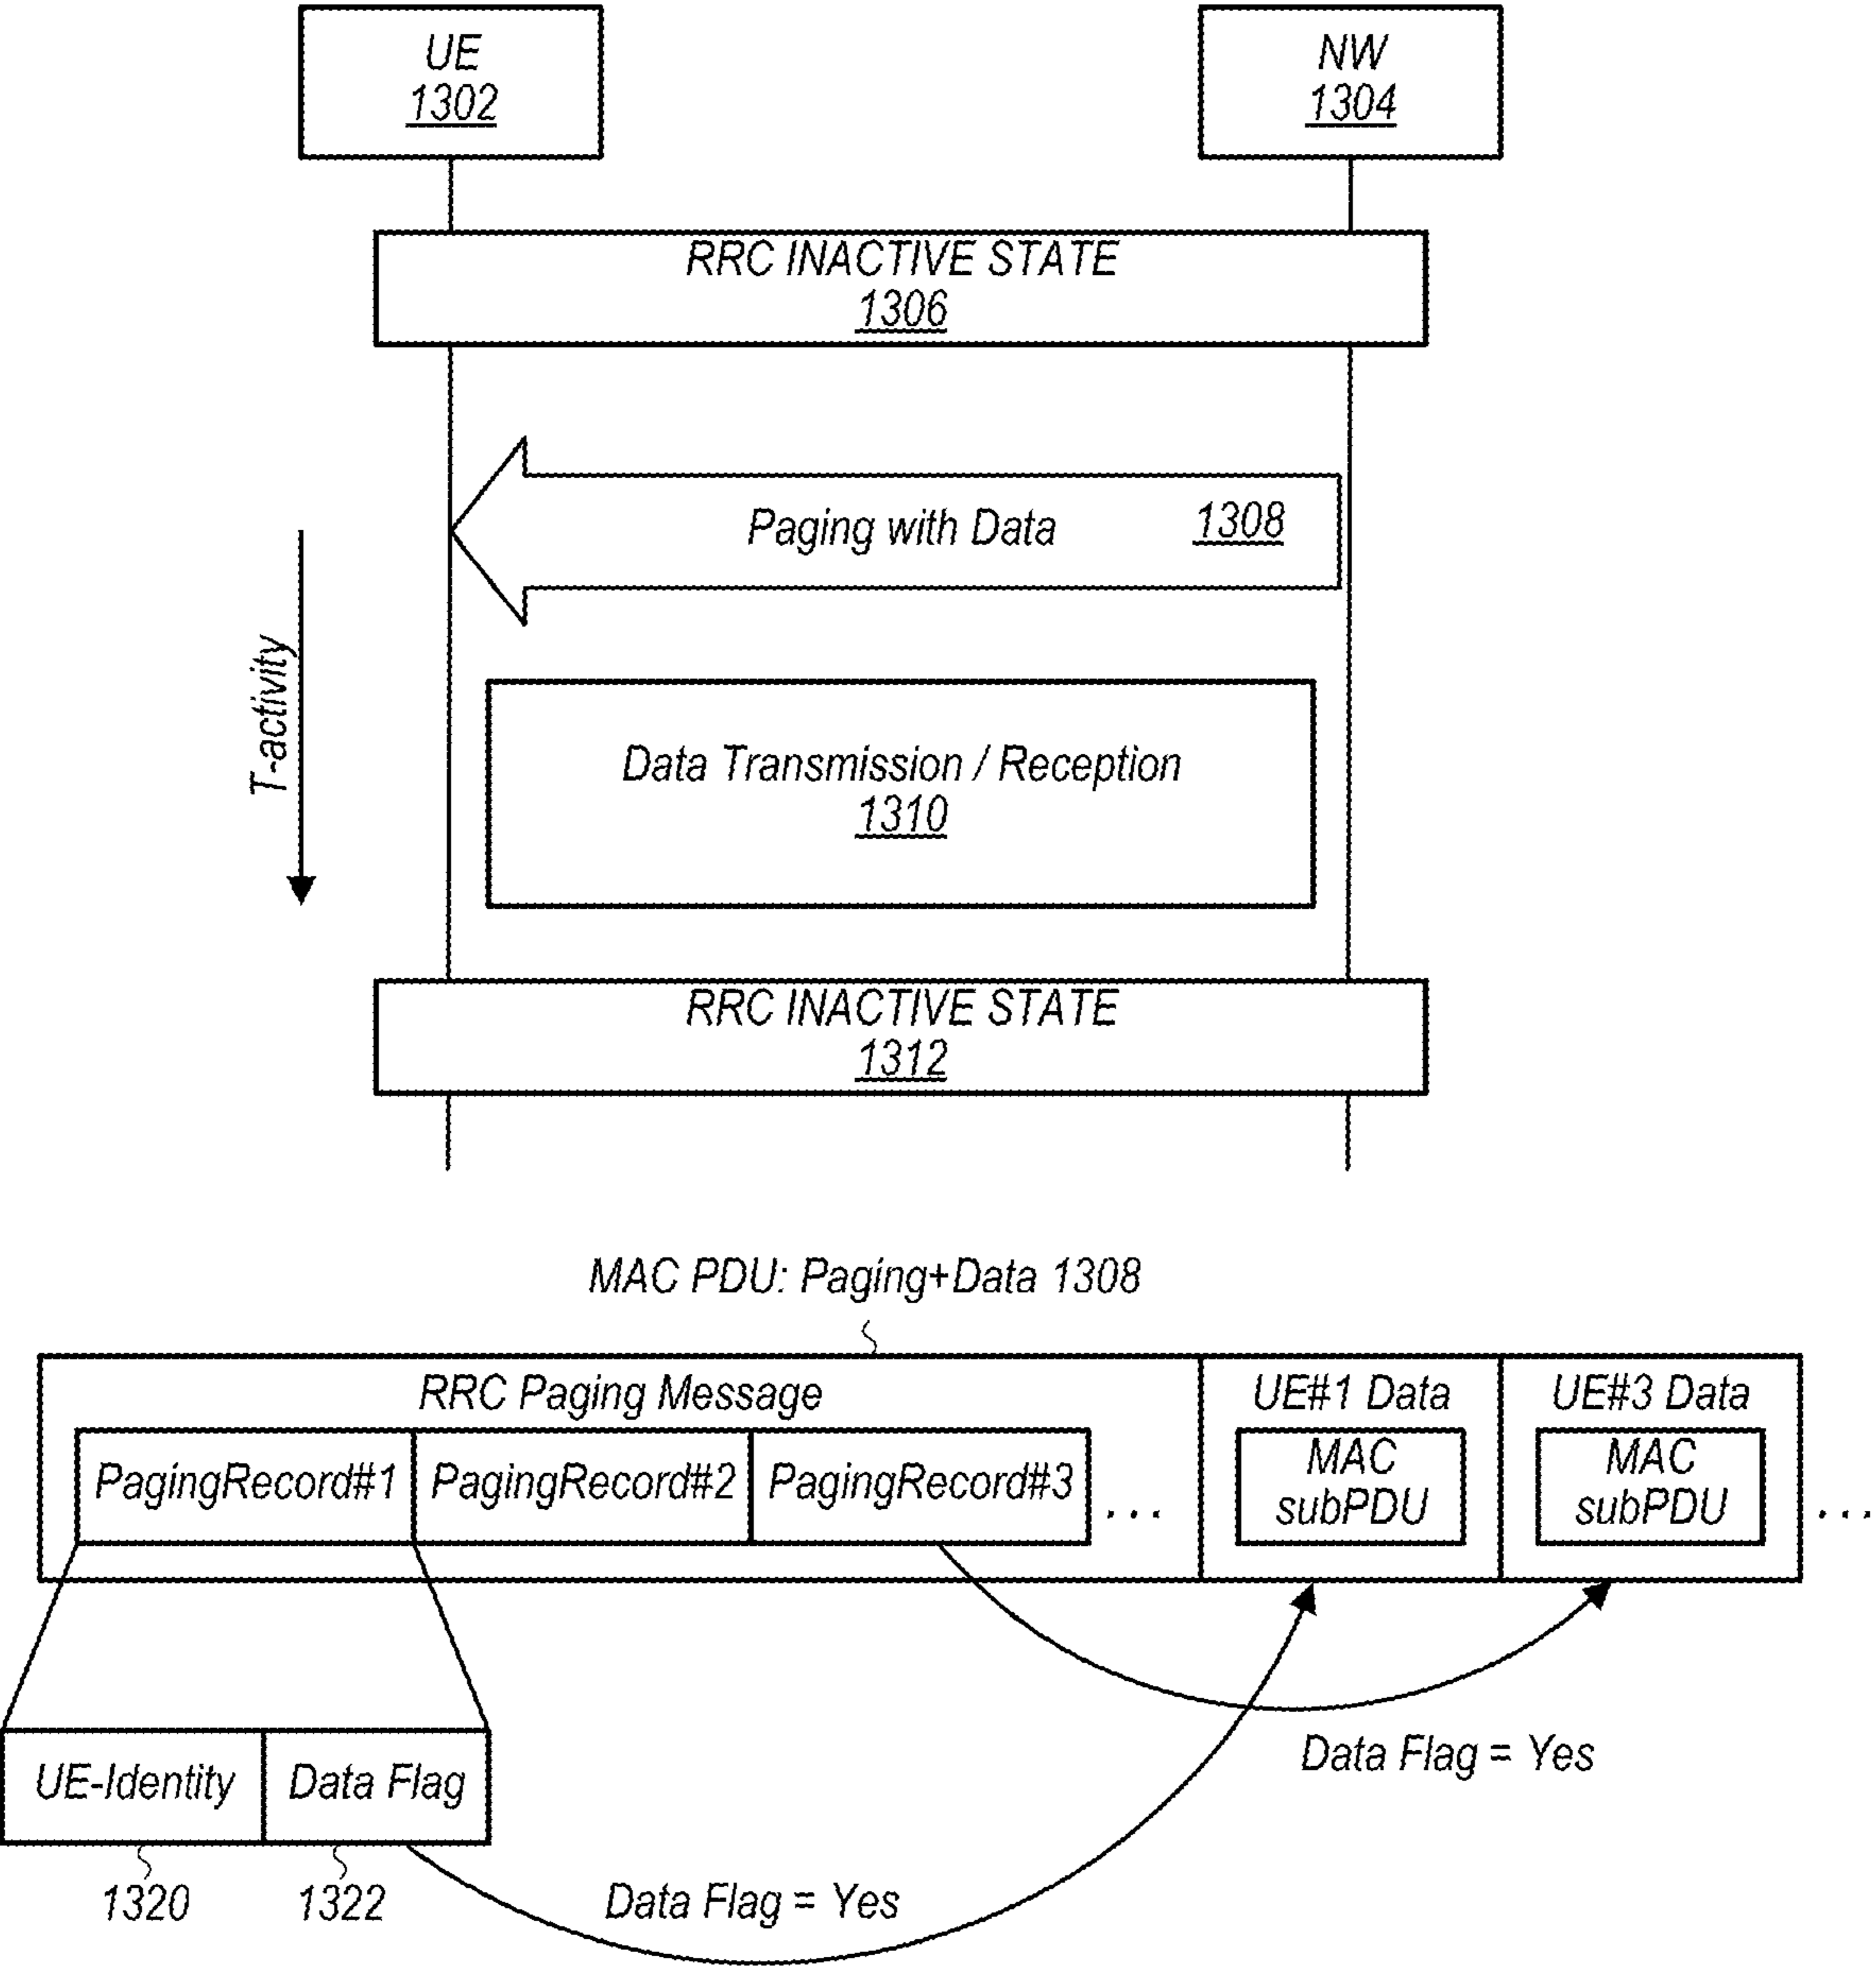 UE
1302
NW
1304
RRC INACTIVE STATE
1306
Paging with Data 1308
T-activity
Data Transmission / Reception
1310
RRC INACTIVE STATE
1312
MAC PDU: Paging+Data 1308
RRC Paging Message
UE#1 Data
UE#3 Data
PagingRecord#1
PagingRecord#2
PagingRecord#3
...
MAC
subPDU
MAC
subPDU
...
UE-Identity
Data Flag
Data Flag = Yes
1320
1322
Data Flag = Yes